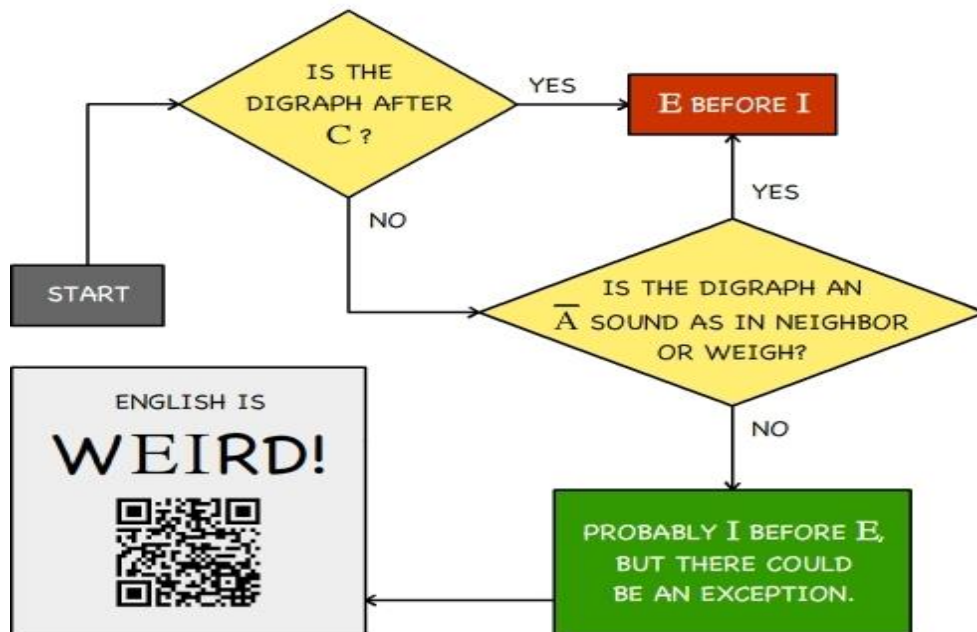 START
IS THE
DIGRAPH AFTER
C ?
YES
E BEFORE I
NO
IS THE DIGRAPH AN
Ā SOUND AS IN NEIGHBOR
OR WEIGH?
YES
NO
PROBABLY I BEFORE E,
BUT THERE COULD
BE AN EXCEPTION.
ENGLISH IS
WEIRD!